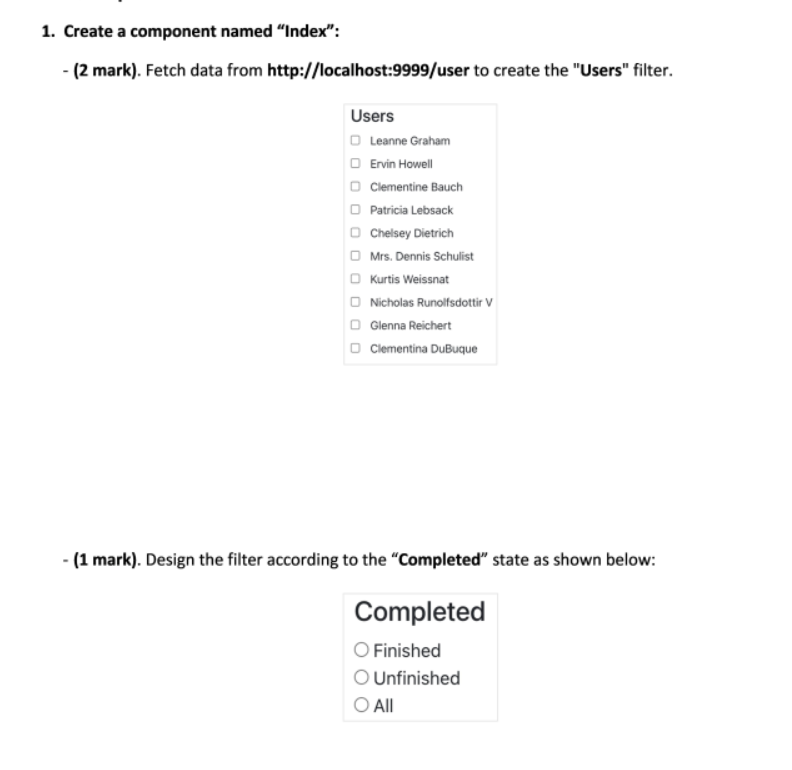 1. Create a component named “Index”:
- (2 mark). Fetch data from http://localhost:9999/user to create the "Users" filter.
Users
Leanne Graham
Ervin Howell
Clementine Bauch
Patricia Lebsack
Chelsey Dietrich
Mrs. Dennis Schulist
Kurtis Weissnat
Nicholas Runolfsdottir V
Glenna Reichert
Clementina DuBuque
- (1 mark). Design the filter according to the “Completed” state as shown below:
Completed
Finished
Unfinished
All